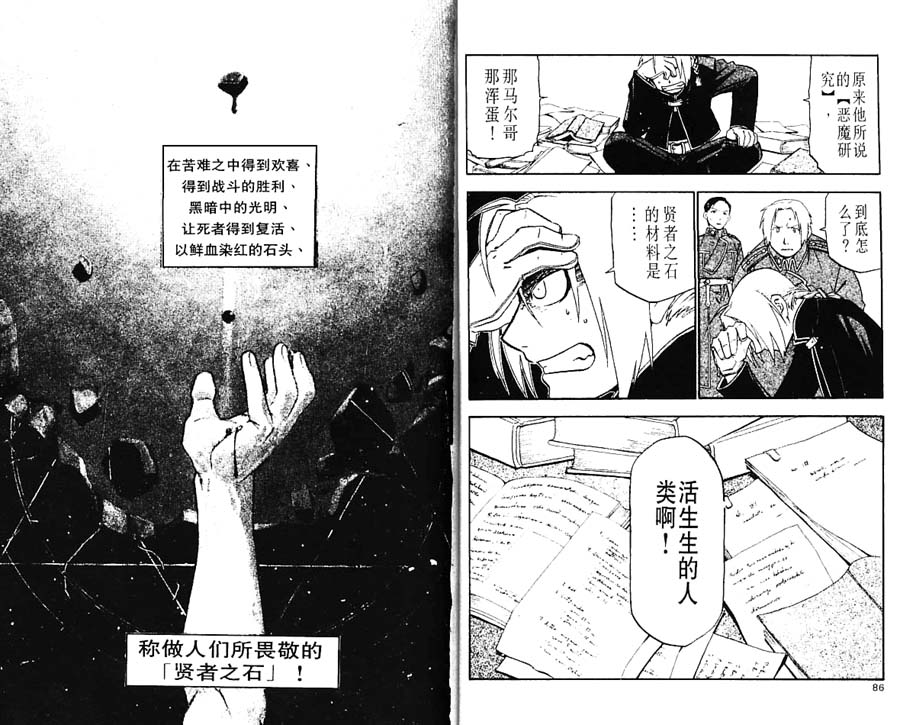 原来他所说
的【恶魔研
究】，
那马尔哥
那浑蛋！
到底怎
么了？
贤者之石
的材料是
……
活生生的人
类啊！
86
在苦难之中得到欢喜、
得到战斗的胜利、
黑暗中的光明、
让死者得到复活、
以鲜血染红的石头、
称做人们所畏敬的
「贤者之石」！